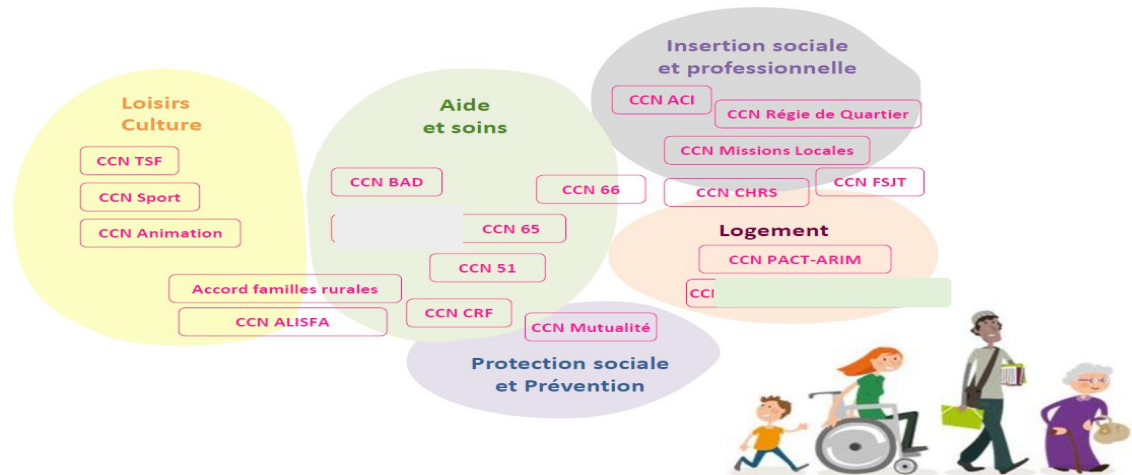 Insertion sociale
et professionnelle
CCN ACI
CCN Régie de Quartier
CCN Missions Locales
CCN CHRS
CCN FSJT
Loisirs
Culture
CCN TSF
CCN Sport
CCN Animation
Accord familles rurales
CCN ALISFA
Aide
et soins
CCN BAD
CCN 66
CCN 65
CCN 51
CCN CRF
CCN Mutualité
Logement
CCN PACT-ARIM
Protection sociale
et Prévention